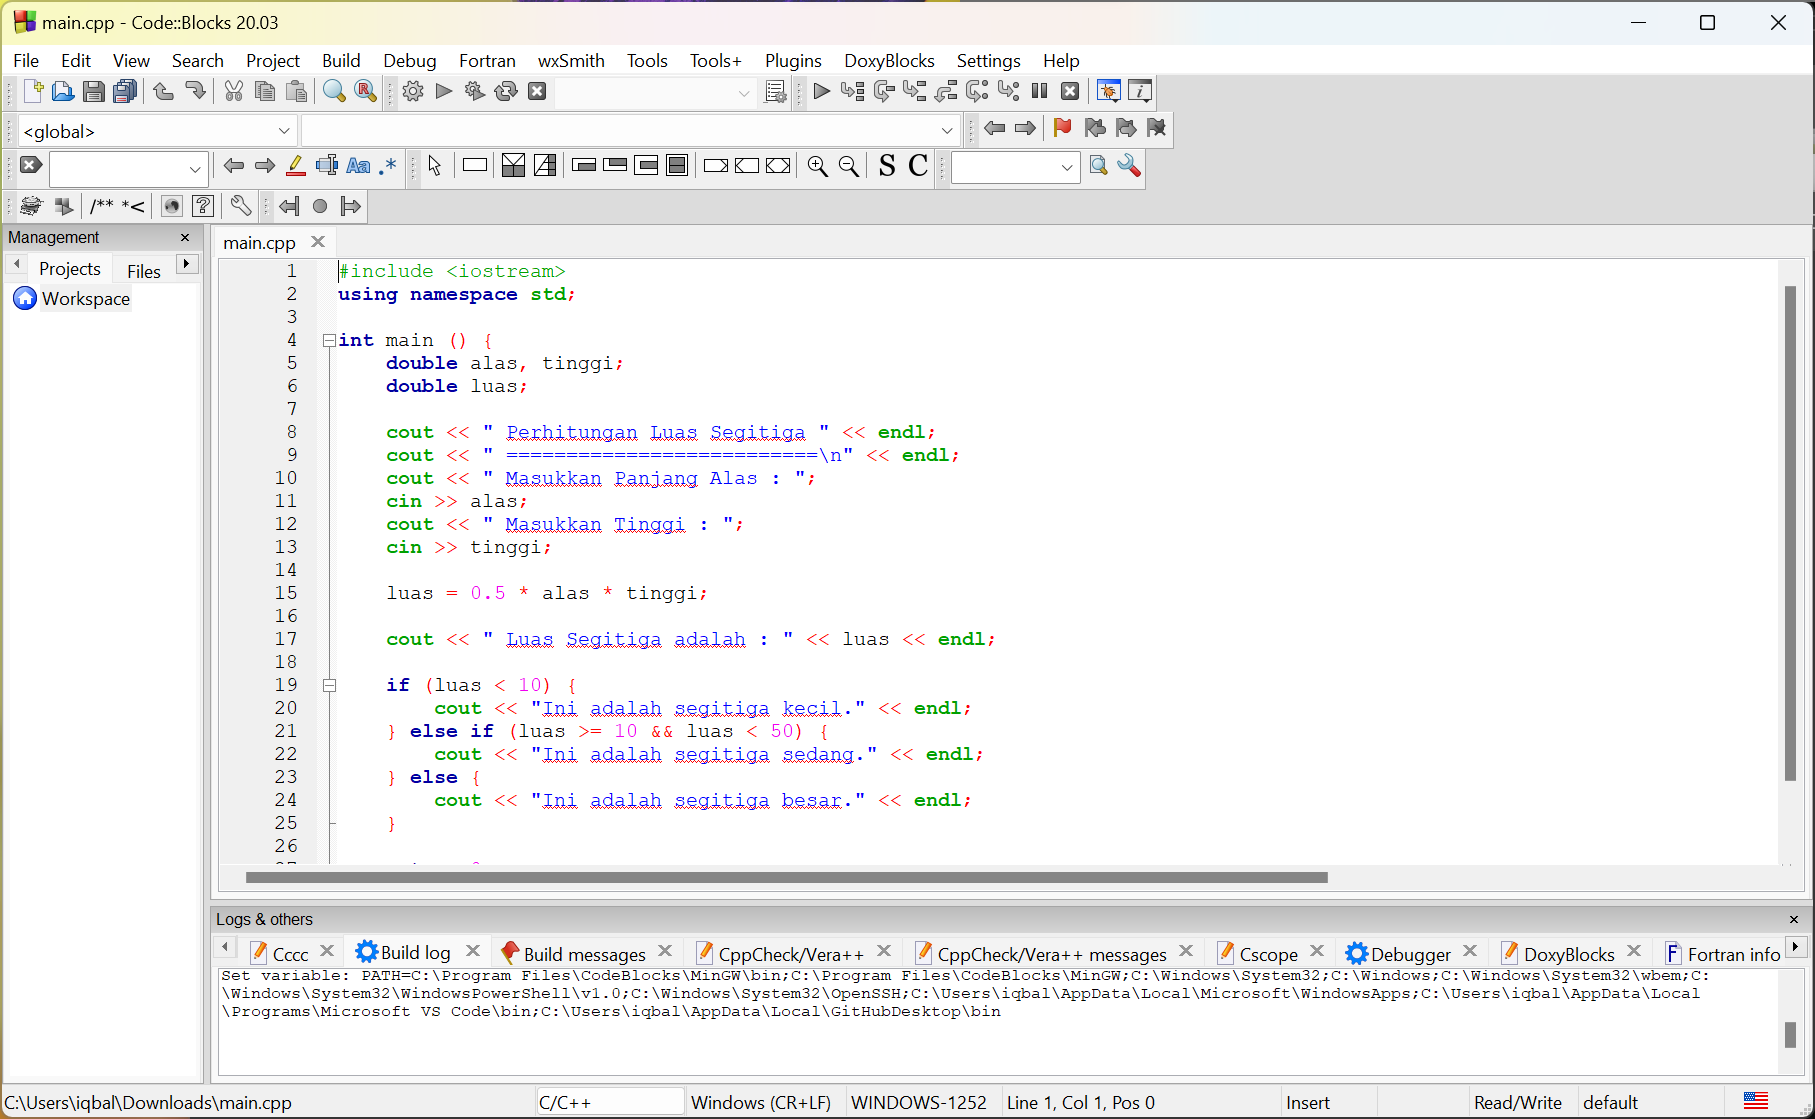 main.cpp - Code::Blocks 20.03
File Edit View Search Project Build Debug Fortran wxSmith Tools Tools+ Plugins DoxyBlocks Settings Help
<global>
S C
/** *<
Management
main.cpp
Projects Files
Workspace
1 #include <iostream>
2 using namespace std;
3
4 int main () {
5 double alas, tinggi;
6 double luas;
7
8 cout << " Perhitungan Luas Segitiga " << endl;
9 cout << " ==========================\n" << endl;
10 cout << " Masukkan Panjang Alas : ";
11 cin >> alas;
12 cout << " Masukkan Tinggi : ";
13 cin >> tinggi;
14
15 luas = 0.5 * alas * tinggi;
16
17 cout << " Luas Segitiga adalah : " << luas << endl;
18
19 if (luas < 10) {
20 cout << "Ini adalah segitiga kecil." << endl;
21 } else if (luas >= 10 && luas < 50) {
22 cout << "Ini adalah segitiga sedang." << endl;
23 } else {
24 cout << "Ini adalah segitiga besar." << endl;
25 }
26
Logs & others
Cccc Build log Build messages CppCheck/Vera++ CppCheck/Vera++ messages Cscope Debugger DoxyBlocks Fortran info
Set variable: PATH=C:\Program Files\CodeBlocks\MinGW\bin;C:\Program Files\CodeBlocks\MinGW;C:\Windows\System32;C:\Windows;C:\Windows\System32\wbem;C:
\Windows\System32\WindowsPowerShell\v1.0;C:\Windows\System32\OpenSSH;C:\Users\iqbal\AppData\Local\Microsoft\WindowsApps;C:\Users\iqbal\AppData\Local
\Programs\Microsoft VS Code\bin;C:\Users\iqbal\AppData\Local\GitHubDesktop\bin
C:\Users\iqbal\Downloads\main.cpp C/C++ Windows (CR+LF) WINDOWS-1252 Line 1, Col 1, Pos 0 Insert Read/Write default